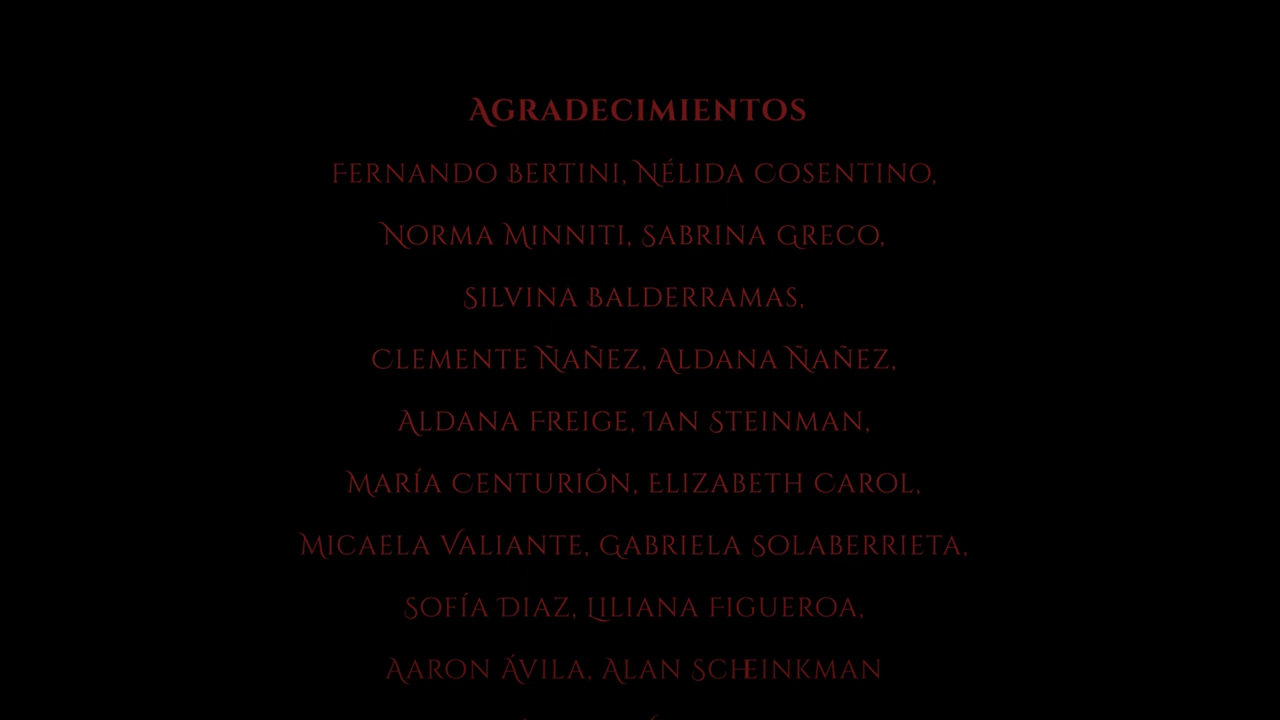 Agradecimientos
Fernando Bertini, Nélida Cosentino,
Norma Minniti, Sabrina Greco,
Silvina Balderramas,
Clemente Ñañez, Aldana Ñañez,
Aldana Freige, Ian Steinman,
María Centurión, Elizabeth Carol,
Micaela Valiante, Gabriela Solaberrieta,
Sofía Diaz, Liliana Figueroa,
Aaron Ávila, Alan Scheinkman